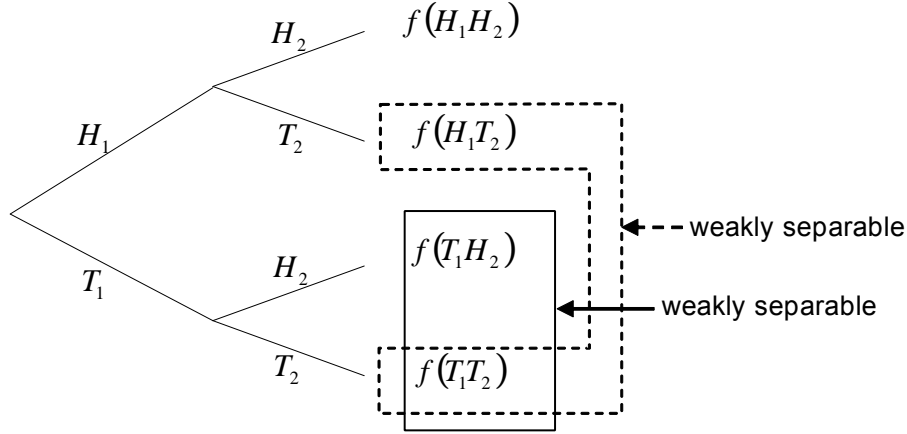 H₂ f(H₁H₂)
H₁ T₂ f(H₁T₂)
weakly separable
T₁ H₂ f(T₁H₂)
weakly separable
T₂ f(T₁T₂)